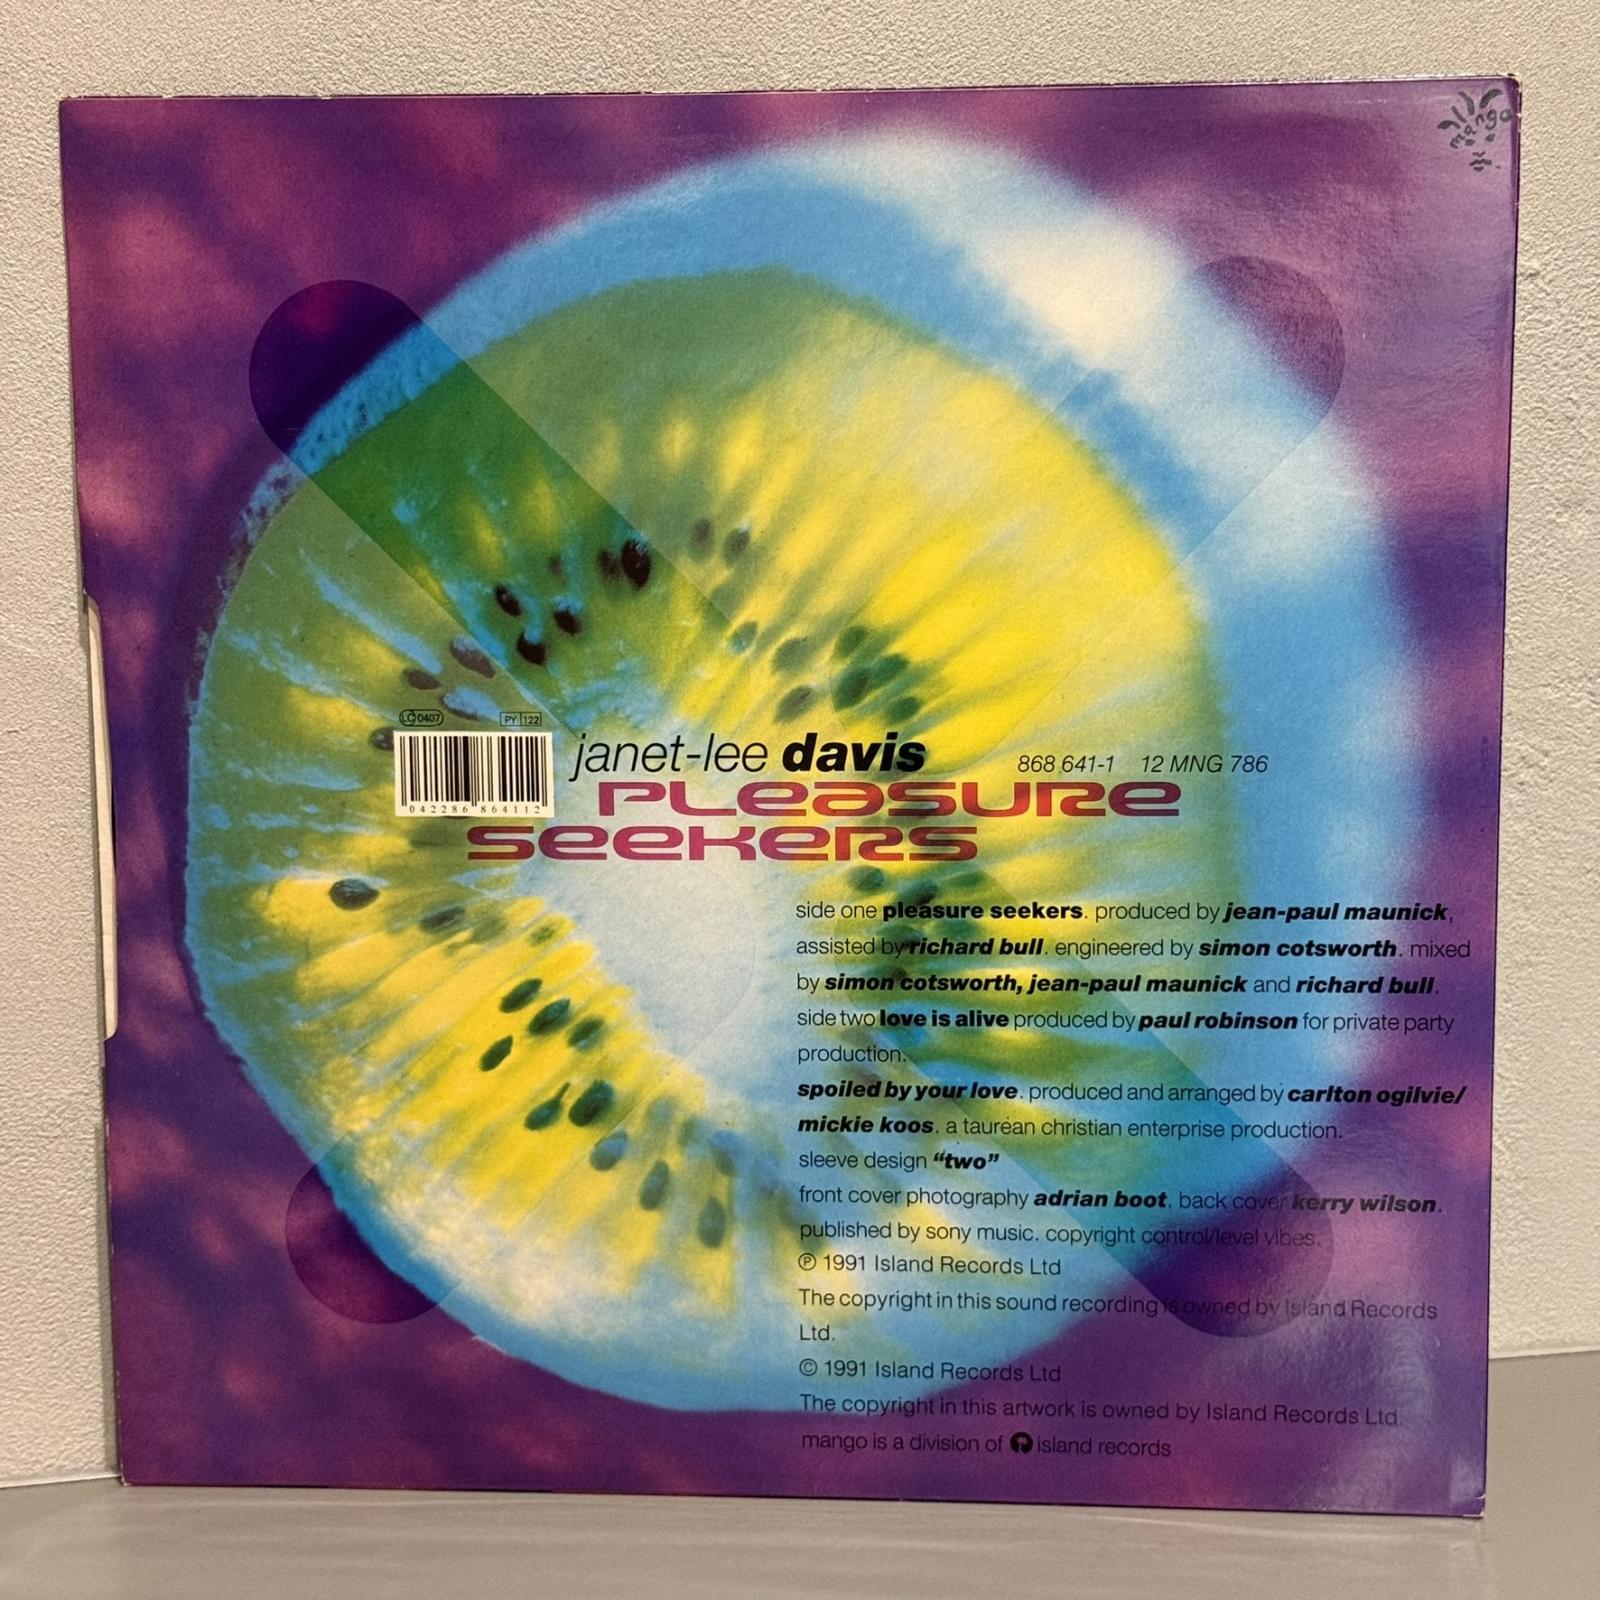 mango
LC 0407
PY 122
janet-lee davis
868 641-1 12 MNG 786
PLEASURE
SEEKERS
0 42286 86411 2
side one pleasure seekers. produced by jean-paul maunick,
assisted by richard bull. engineered by simon cotsworth. mixed
by simon cotsworth, jean-paul maunick and richard bull.
side two love is alive produced by paul robinson for private party
production.
spoiled by your love. produced and arranged by carlton ogilvie/
mickie koos. a taurean christian enterprise production.
sleeve design “two”
front cover photography adrian boot. back cover kerry wilson.
published by sony music. copyright control/level vibes.
℗ 1991 Island Records Ltd
The copyright in this sound recording is owned by Island Records
Ltd.
© 1991 Island Records Ltd
The copyright in this artwork is owned by Island Records Ltd.
mango is a division of island records